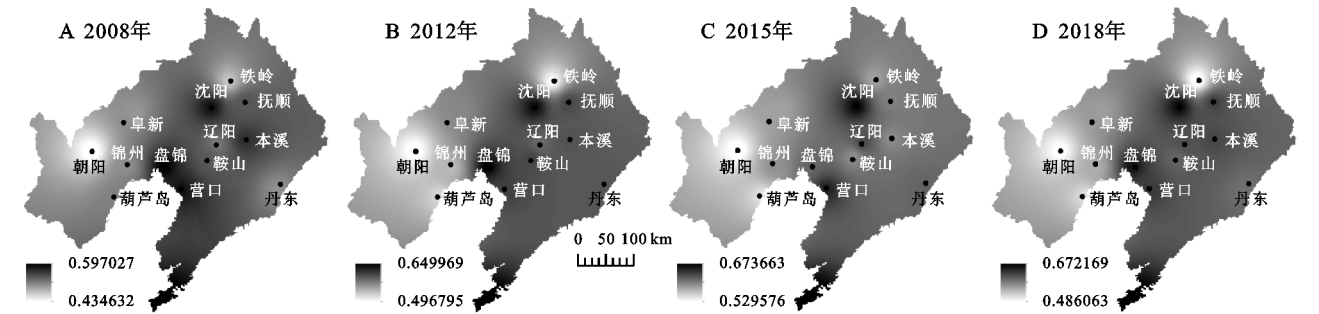 A 2008年
铁岭
沈阳
抚顺
阜新
辽阳
本溪
锦州
盘锦
朝阳
鞍山
营口
葫芦岛
丹东
0.597027
0.434632
B 2012年
铁岭
沈阳
抚顺
阜新
辽阳
本溪
锦州
盘锦
朝阳
鞍山
营口
葫芦岛
丹东
0.649969
0.496795
0 50 100 km
C 2015年
铁岭
沈阳
抚顺
阜新
辽阳
本溪
锦州
盘锦
朝阳
鞍山
营口
葫芦岛
丹东
0.673663
0.529576
D 2018年
铁岭
沈阳
抚顺
阜新
辽阳
本溪
锦州
盘锦
朝阳
鞍山
营口
葫芦岛
丹东
0.672169
0.486063